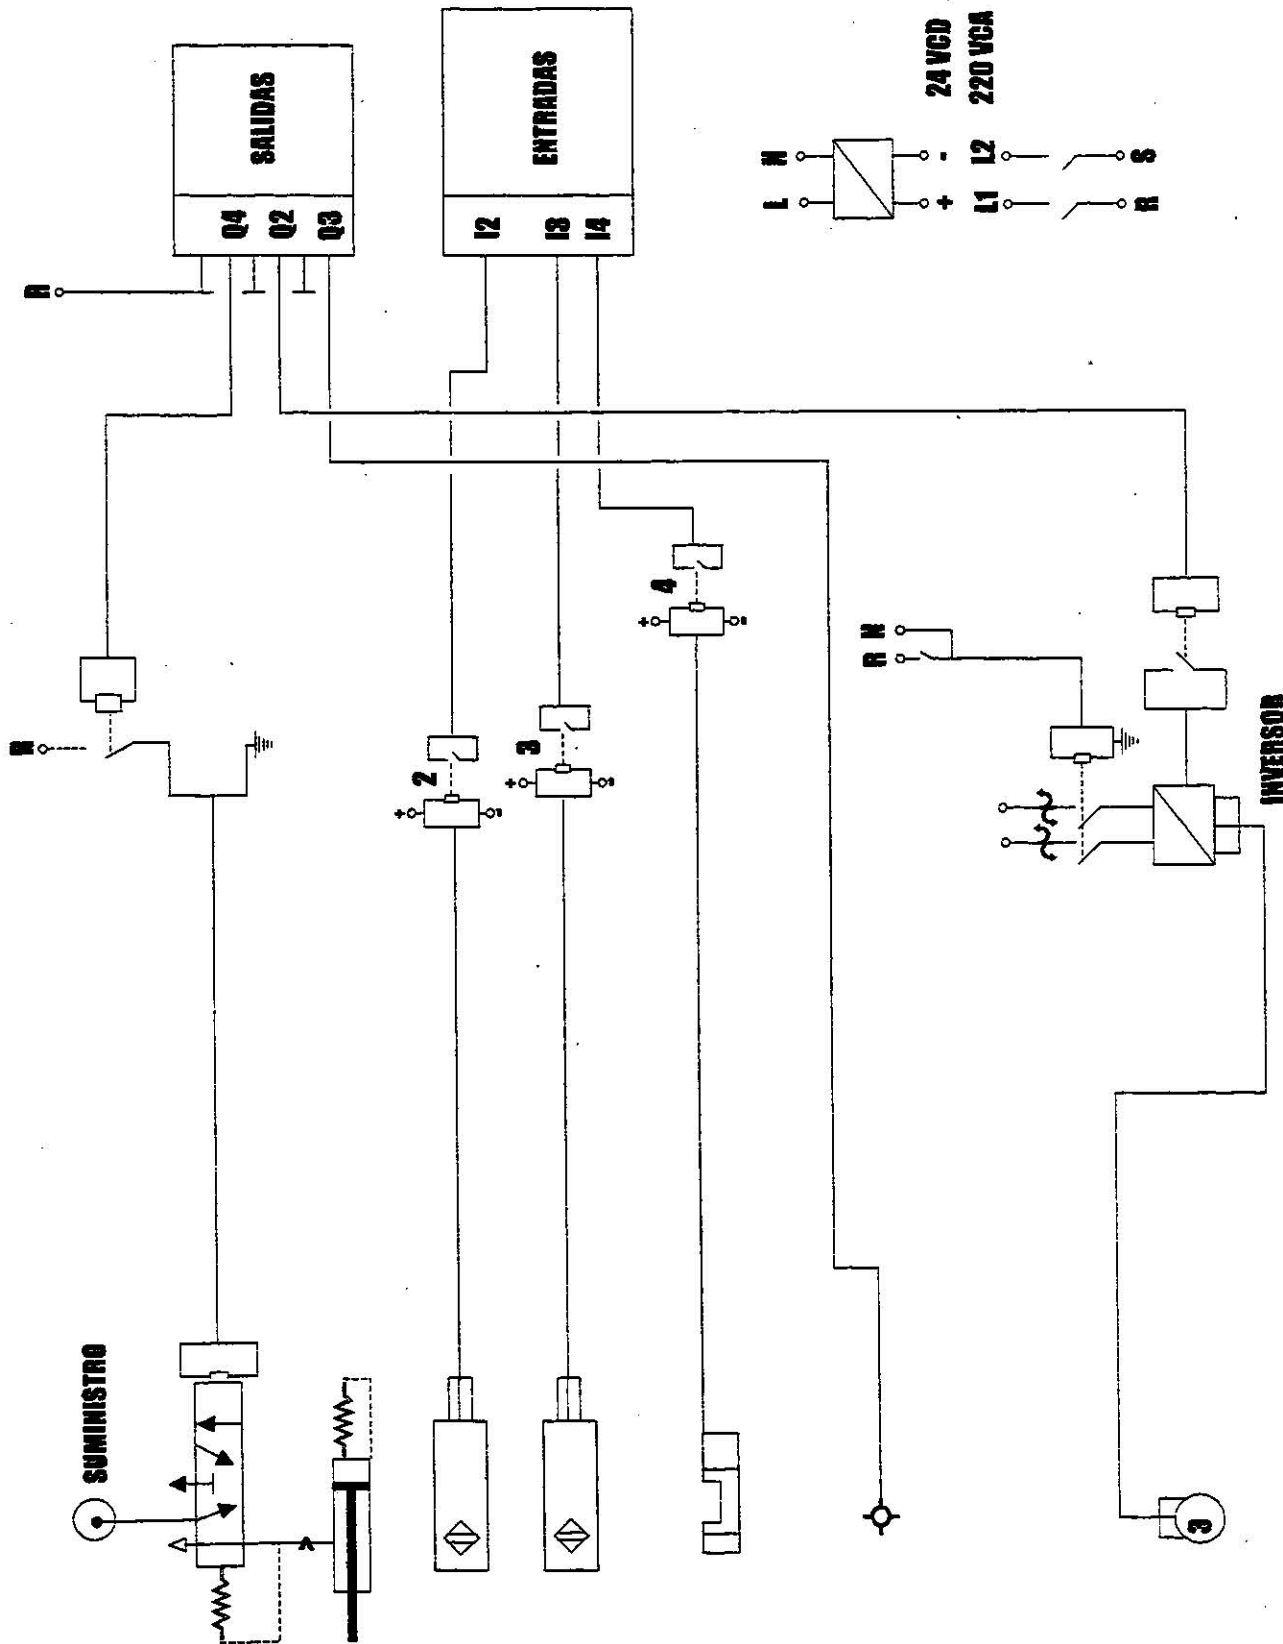 SALIDAS
Q4
Q2
Q3
R
ENTRADAS
I2
I3
I4
L N
+ -
24 VCD
L1 L2
220 VCA
R S
2
+ -
3
+ -
4
+ -
R N
INVERSOR
SUMINISTRO
3